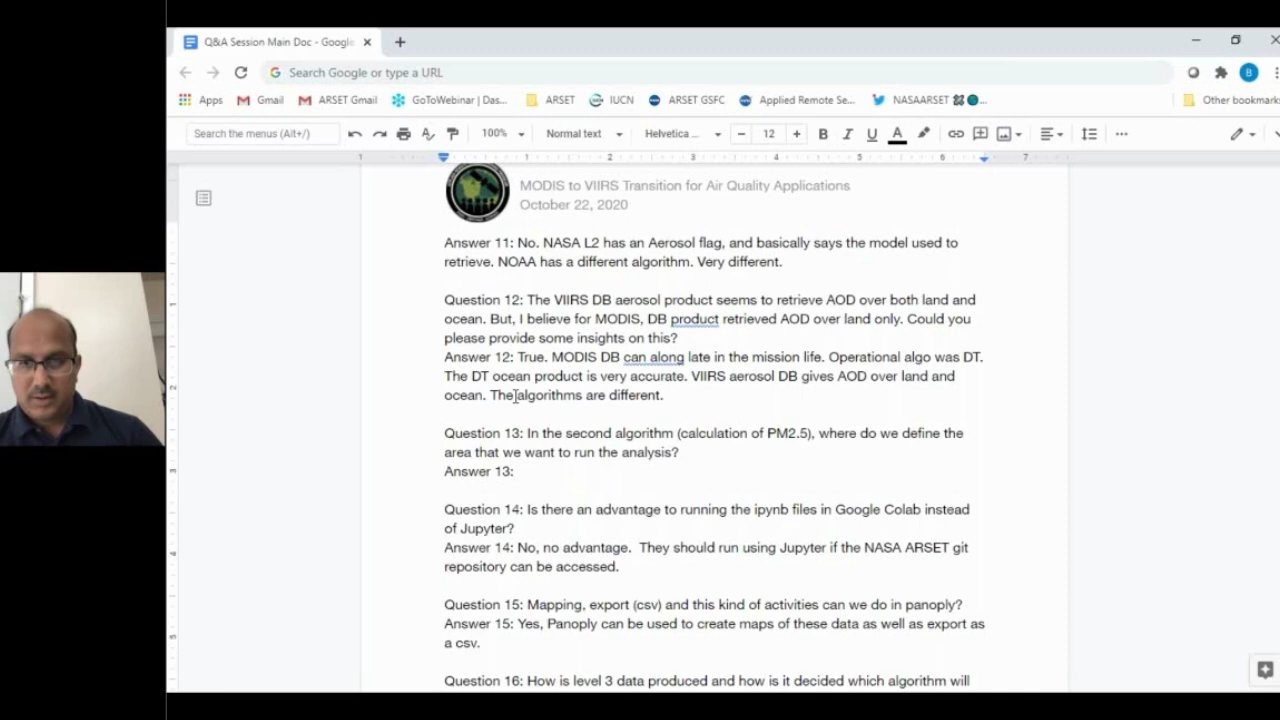 Q&A Session Main Doc - Google
Search Google or type a URL
B
Apps
Gmail
ARSET Gmail
GoToWebinar | Das...
ARSET
IUCN
ARSET GSFC
Applied Remote Se...
NASAARSET
Other bookmarks
Search the menus (Alt+/)
100%
Normal text
Helvetica ...
12
B I U A
1 1 2 3 4 5 6 7
MODIS to VIIRS Transition for Air Quality Applications
October 22, 2020
Answer 11: No. NASA L2 has an Aerosol flag, and basically says the model used to
retrieve. NOAA has a different algorithm. Very different.
Question 12: The VIIRS DB aerosol product seems to retrieve AOD over both land and
ocean. But, I believe for MODIS, DB product retrieved AOD over land only. Could you
please provide some insights on this?
Answer 12: True. MODIS DB can along late in the mission life. Operational algo was DT.
The DT ocean product is very accurate. VIIRS aerosol DB gives AOD over land and
ocean. The algorithms are different.
Question 13: In the second algorithm (calculation of PM2.5), where do we define the
area that we want to run the analysis?
Answer 13:
Question 14: Is there an advantage to running the ipynb files in Google Colab instead
of Jupyter?
Answer 14: No, no advantage. They should run using Jupyter if the NASA ARSET git
repository can be accessed.
Question 15: Mapping, export (csv) and this kind of activities can we do in panoply?
Answer 15: Yes, Panoply can be used to create maps of these data as well as export as
a csv.
Question 16: How is level 3 data produced and how is it decided which algorithm will
1
2
3
4
5